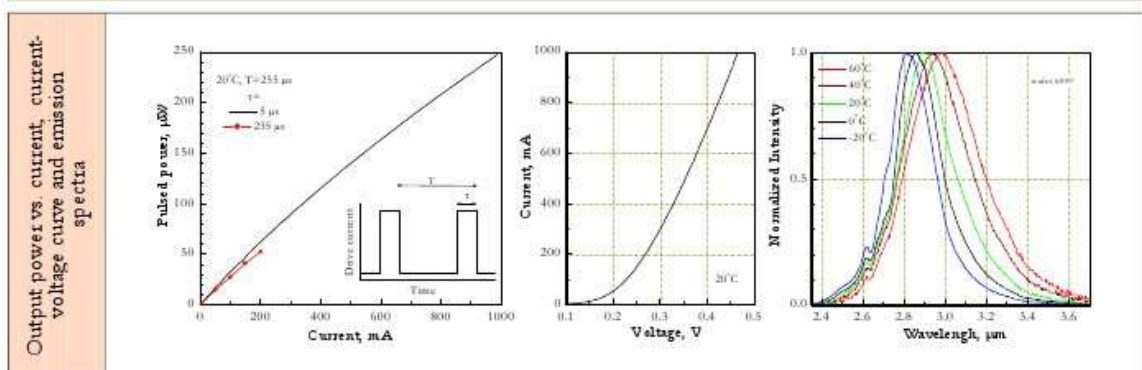 Output power vs. current, current-
voltage curve and emission
spectra
Pulsed power, μW
250
200
150
100
50
0
20°C, T=255 μs
τ=
5 μs
235 μs
T
τ
Drive current
Time
0
200
400
600
800
1000
Current, mA
Current, mA
1000
800
600
400
200
0
20°C
0.1
0.2
0.3
0.4
0.5
Voltage, V
Normalized Intensity
1.0
0.5
0.0
60°C
40°C
20°C
0°C
-20°C
2.4
2.6
2.8
3.0
3.2
3.4
3.6
Wavelengh, μm